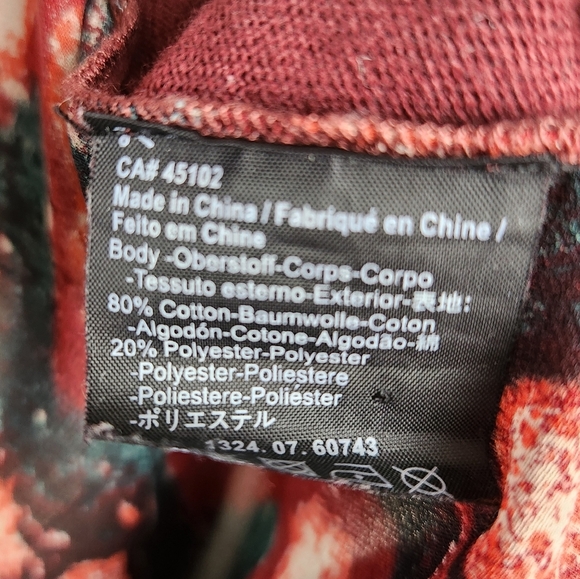 CA# 45102
Made in China / Fabriqué en Chine /
Feito em Chine
Body -Oberstoff-Corps-Corpo
-Tessuto esterno-Exterior-表地:
80% Cotton-Baumwolle-Coton
-Algodón-Cotone-Algodão-綿
20% Polyester-Polyester
-Polyester-Poliestere
-Poliestere-Poliester
-ポリエステル
1324.07.60743